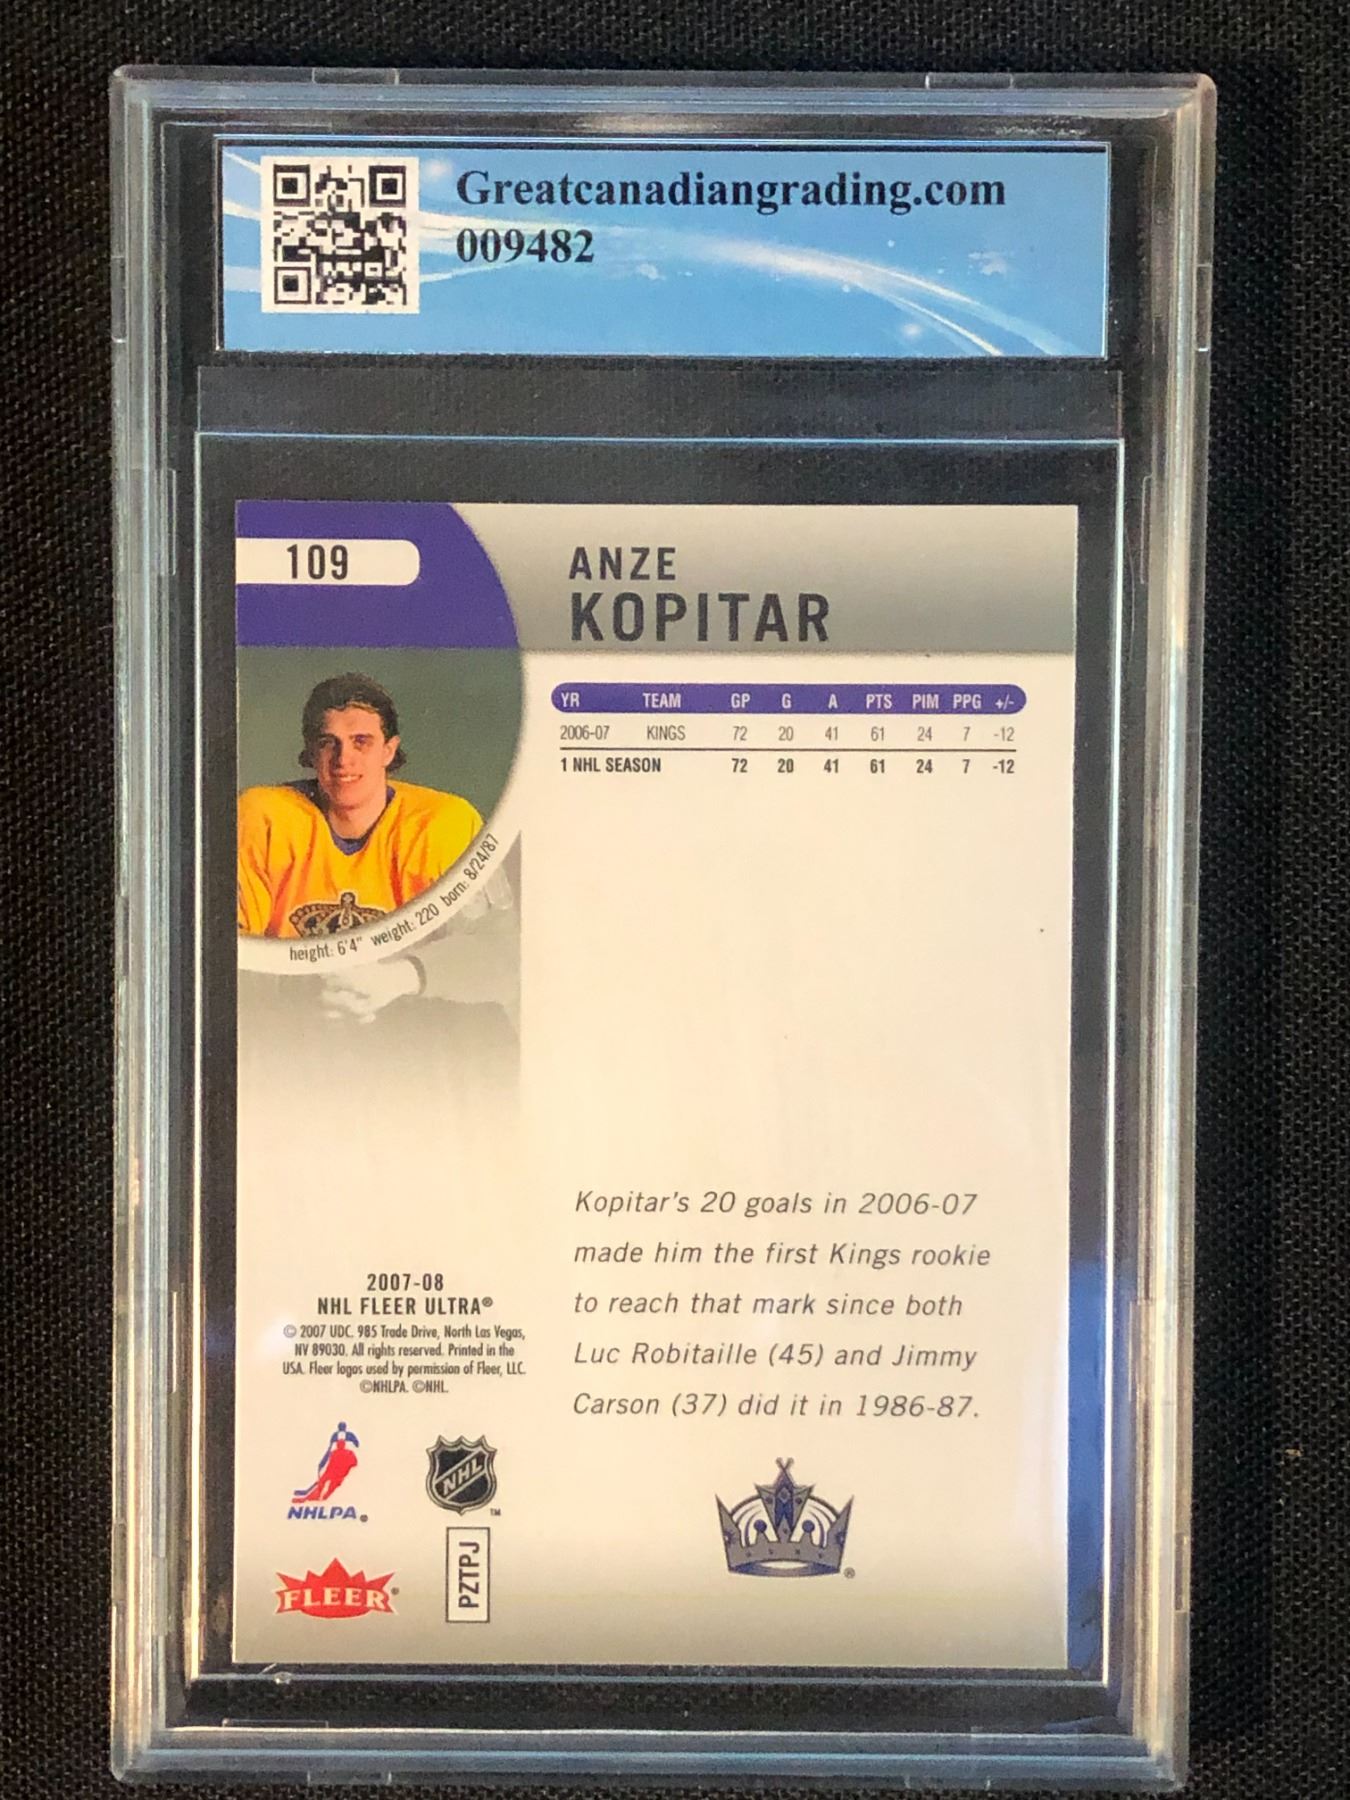 Greatcanadiangrading.com
009482
109
ANZE
KOPITAR
YR TEAM GP G A PTS PIM PPG +/-
2006-07 KINGS 72 20 41 61 24 7 -12
1 NHL SEASON 72 20 41 61 24 7 -12
height: 6'4" weight: 220 born: 8/24/87
Kopitar's 20 goals in 2006-07
made him the first Kings rookie
to reach that mark since both
Luc Robitaille (45) and Jimmy
Carson (37) did it in 1986-87.
2007-08
NHL FLEER ULTRA®
© 2007 UDC. 985 Trade Drive, North Las Vegas,
NV 89030. All rights reserved. Printed in the
USA. Fleer logos used by permission of Fleer, LLC.
©NHLPA. ©NHL.
NHLPA®
NHL™
FLEER®
PZTPJ
®